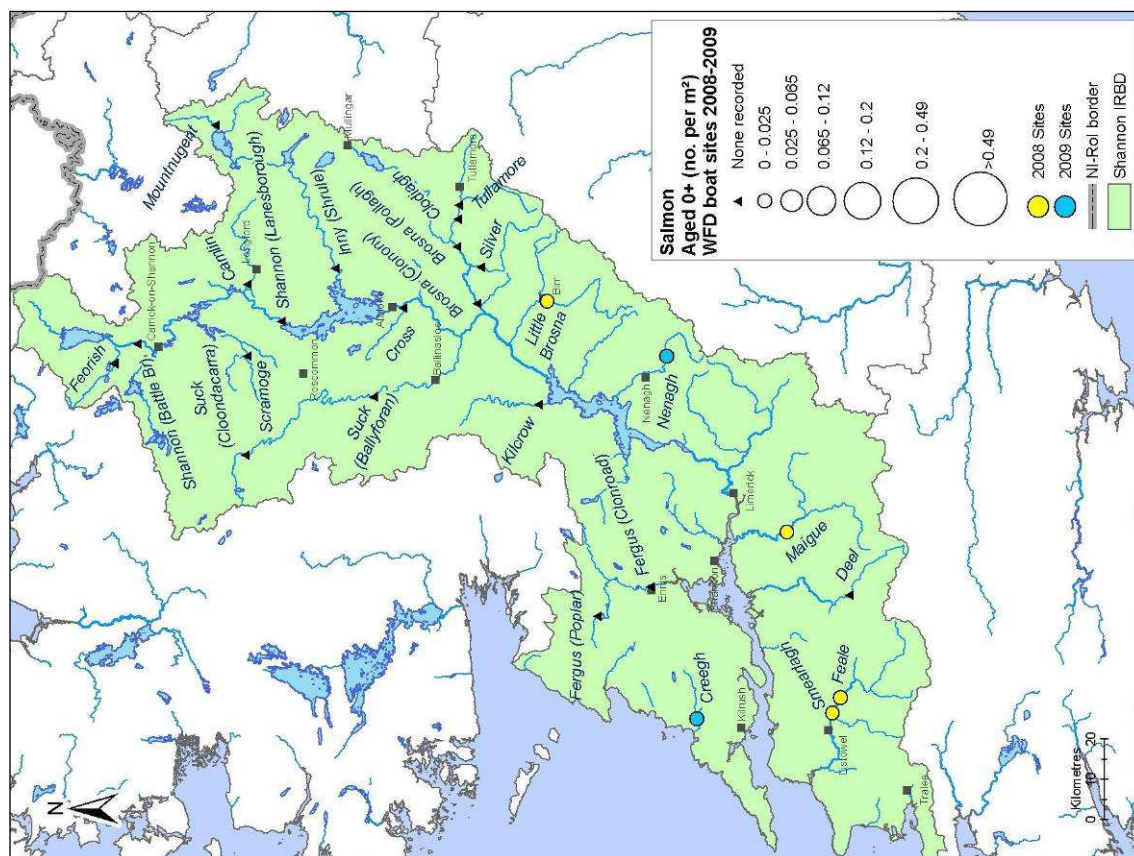 N
Feorish
Carrick-on-Shannon
Shannon (Battle Br)
Mountnugent
Camlin
Longford
Shannon (Lanesborough)
Suck
(Cloondacarra)
Scramoge
Roscommon
Inny (Shrule)
Mullingar
Athlone
Cross
Suck
(Ballyforan)
Ballinasloe
Brosna (Clonony)
Brosna (Pollagh)
Clodiagh
Tullamore
Tullamore
Silver
Kilcrow
Little
Brosna
Birr
Nenagh
Nenagh
Fergus (Clonroad)
Fergus (Poplar)
Ennis
Shannon
Limerick
Creegh
Kilrush
Maigue
Deel
Smearlagh
Feale
Listowel
Tralee
0 10 20
Kilometres
Salmon
Aged 0+ (no. per m²)
WFD boat sites 2008-2009
None recorded
0 - 0.025
0.025 - 0.065
0.065 - 0.12
0.12 - 0.2
0.2 - 0.49
>0.49
2008 Sites
2009 Sites
NI-RoI border
Shannon IRBD